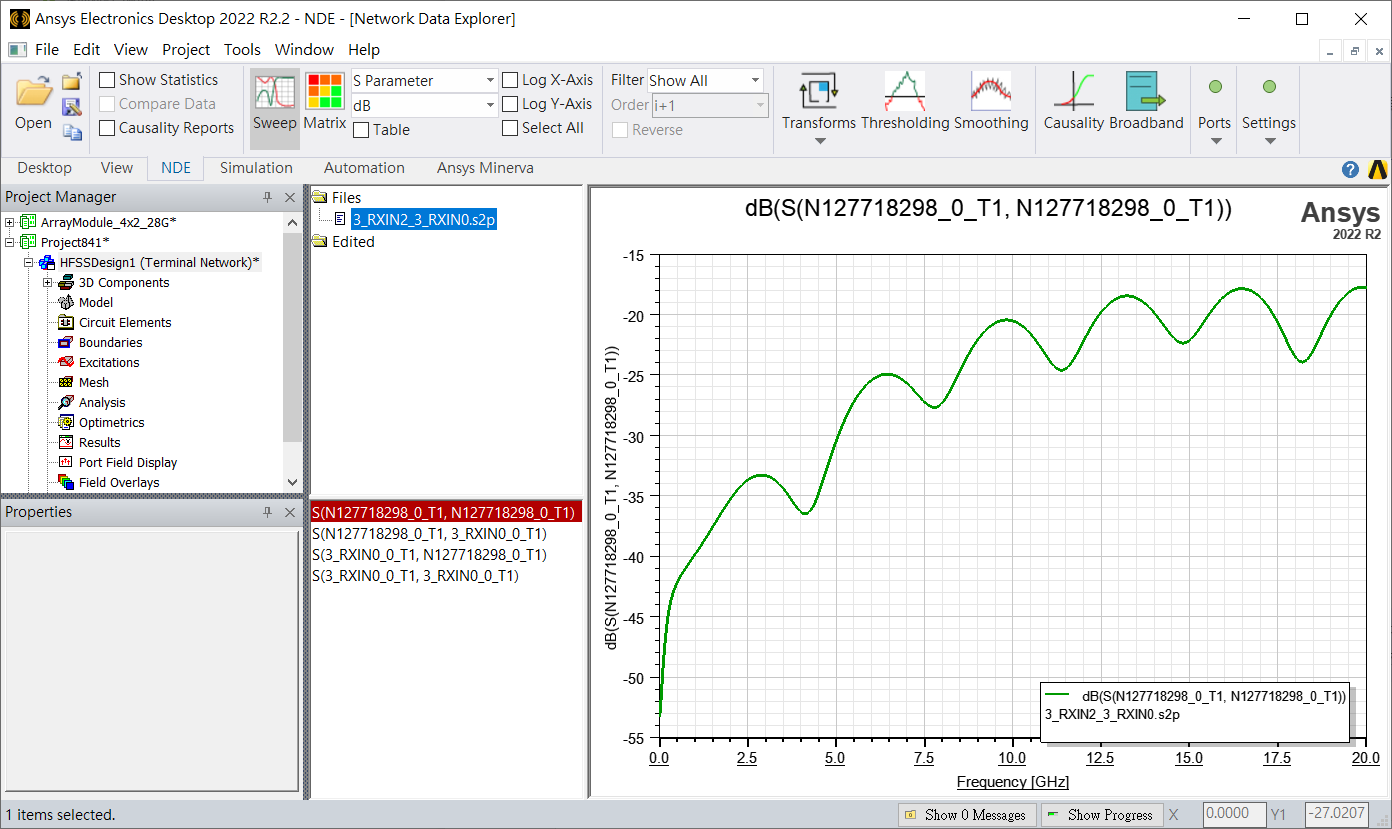 Ansys Electronics Desktop 2022 R2.2 - NDE - [Network Data Explorer]
File Edit View Project Tools Window Help
Open
Show Statistics
Compare Data
Causality Reports
Sweep
Matrix
S Parameter
dB
Table
Log X-Axis
Log Y-Axis
Select All
Filter Show All
Order i+1
Reverse
Transforms
Thresholding
Smoothing
Causality
Broadband
Ports
Settings
Desktop View NDE Simulation Automation Ansys Minerva
Project Manager
ArrayModule_4x2_28G*
Project841*
HFSSDesign1 (Terminal Network)*
3D Components
Model
Circuit Elements
Boundaries
Excitations
Mesh
Analysis
Optimetrics
Results
Port Field Display
Field Overlays
Properties
Files
3_RXIN2_3_RXIN0.s2p
Edited
S(N127718298_0_T1, N127718298_0_T1)
S(N127718298_0_T1, 3_RXIN0_0_T1)
S(3_RXIN0_0_T1, N127718298_0_T1)
S(3_RXIN0_0_T1, 3_RXIN0_0_T1)
dB(S(N127718298_0_T1, N127718298_0_T1))
Ansys
2022 R2
dB(S(N127718298_0_T1, N127718298_0_T1))
-15
-20
-25
-30
-35
-40
-45
-50
-55
0.0 2.5 5.0 7.5 10.0 12.5 15.0 17.5 20.0
Frequency [GHz]
dB(S(N127718298_0_T1, N127718298_0_T1))
3_RXIN2_3_RXIN0.s2p
1 items selected.
Show 0 Messages
Show Progress
X 0.0000 Y1 -27.0207